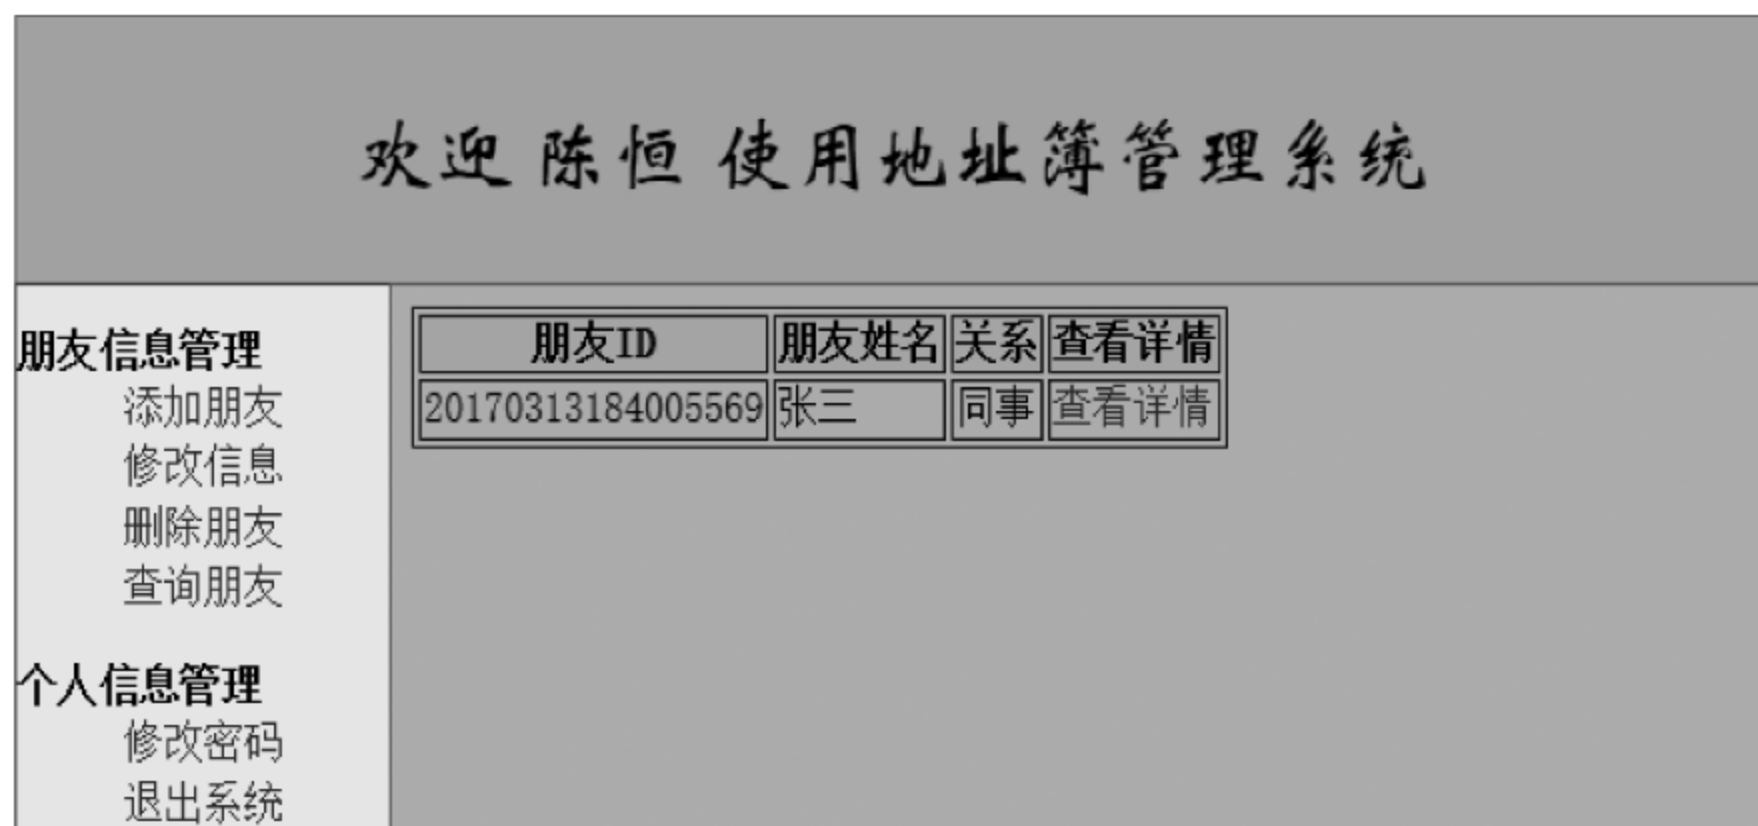 欢迎 陈恒 使用地址簿管理系统
朋友信息管理
添加朋友
修改信息
删除朋友
查询朋友
个人信息管理
修改密码
退出系统
朋友ID 朋友姓名 关系 查看详情
20170313184005569 张三 同事 查看详情